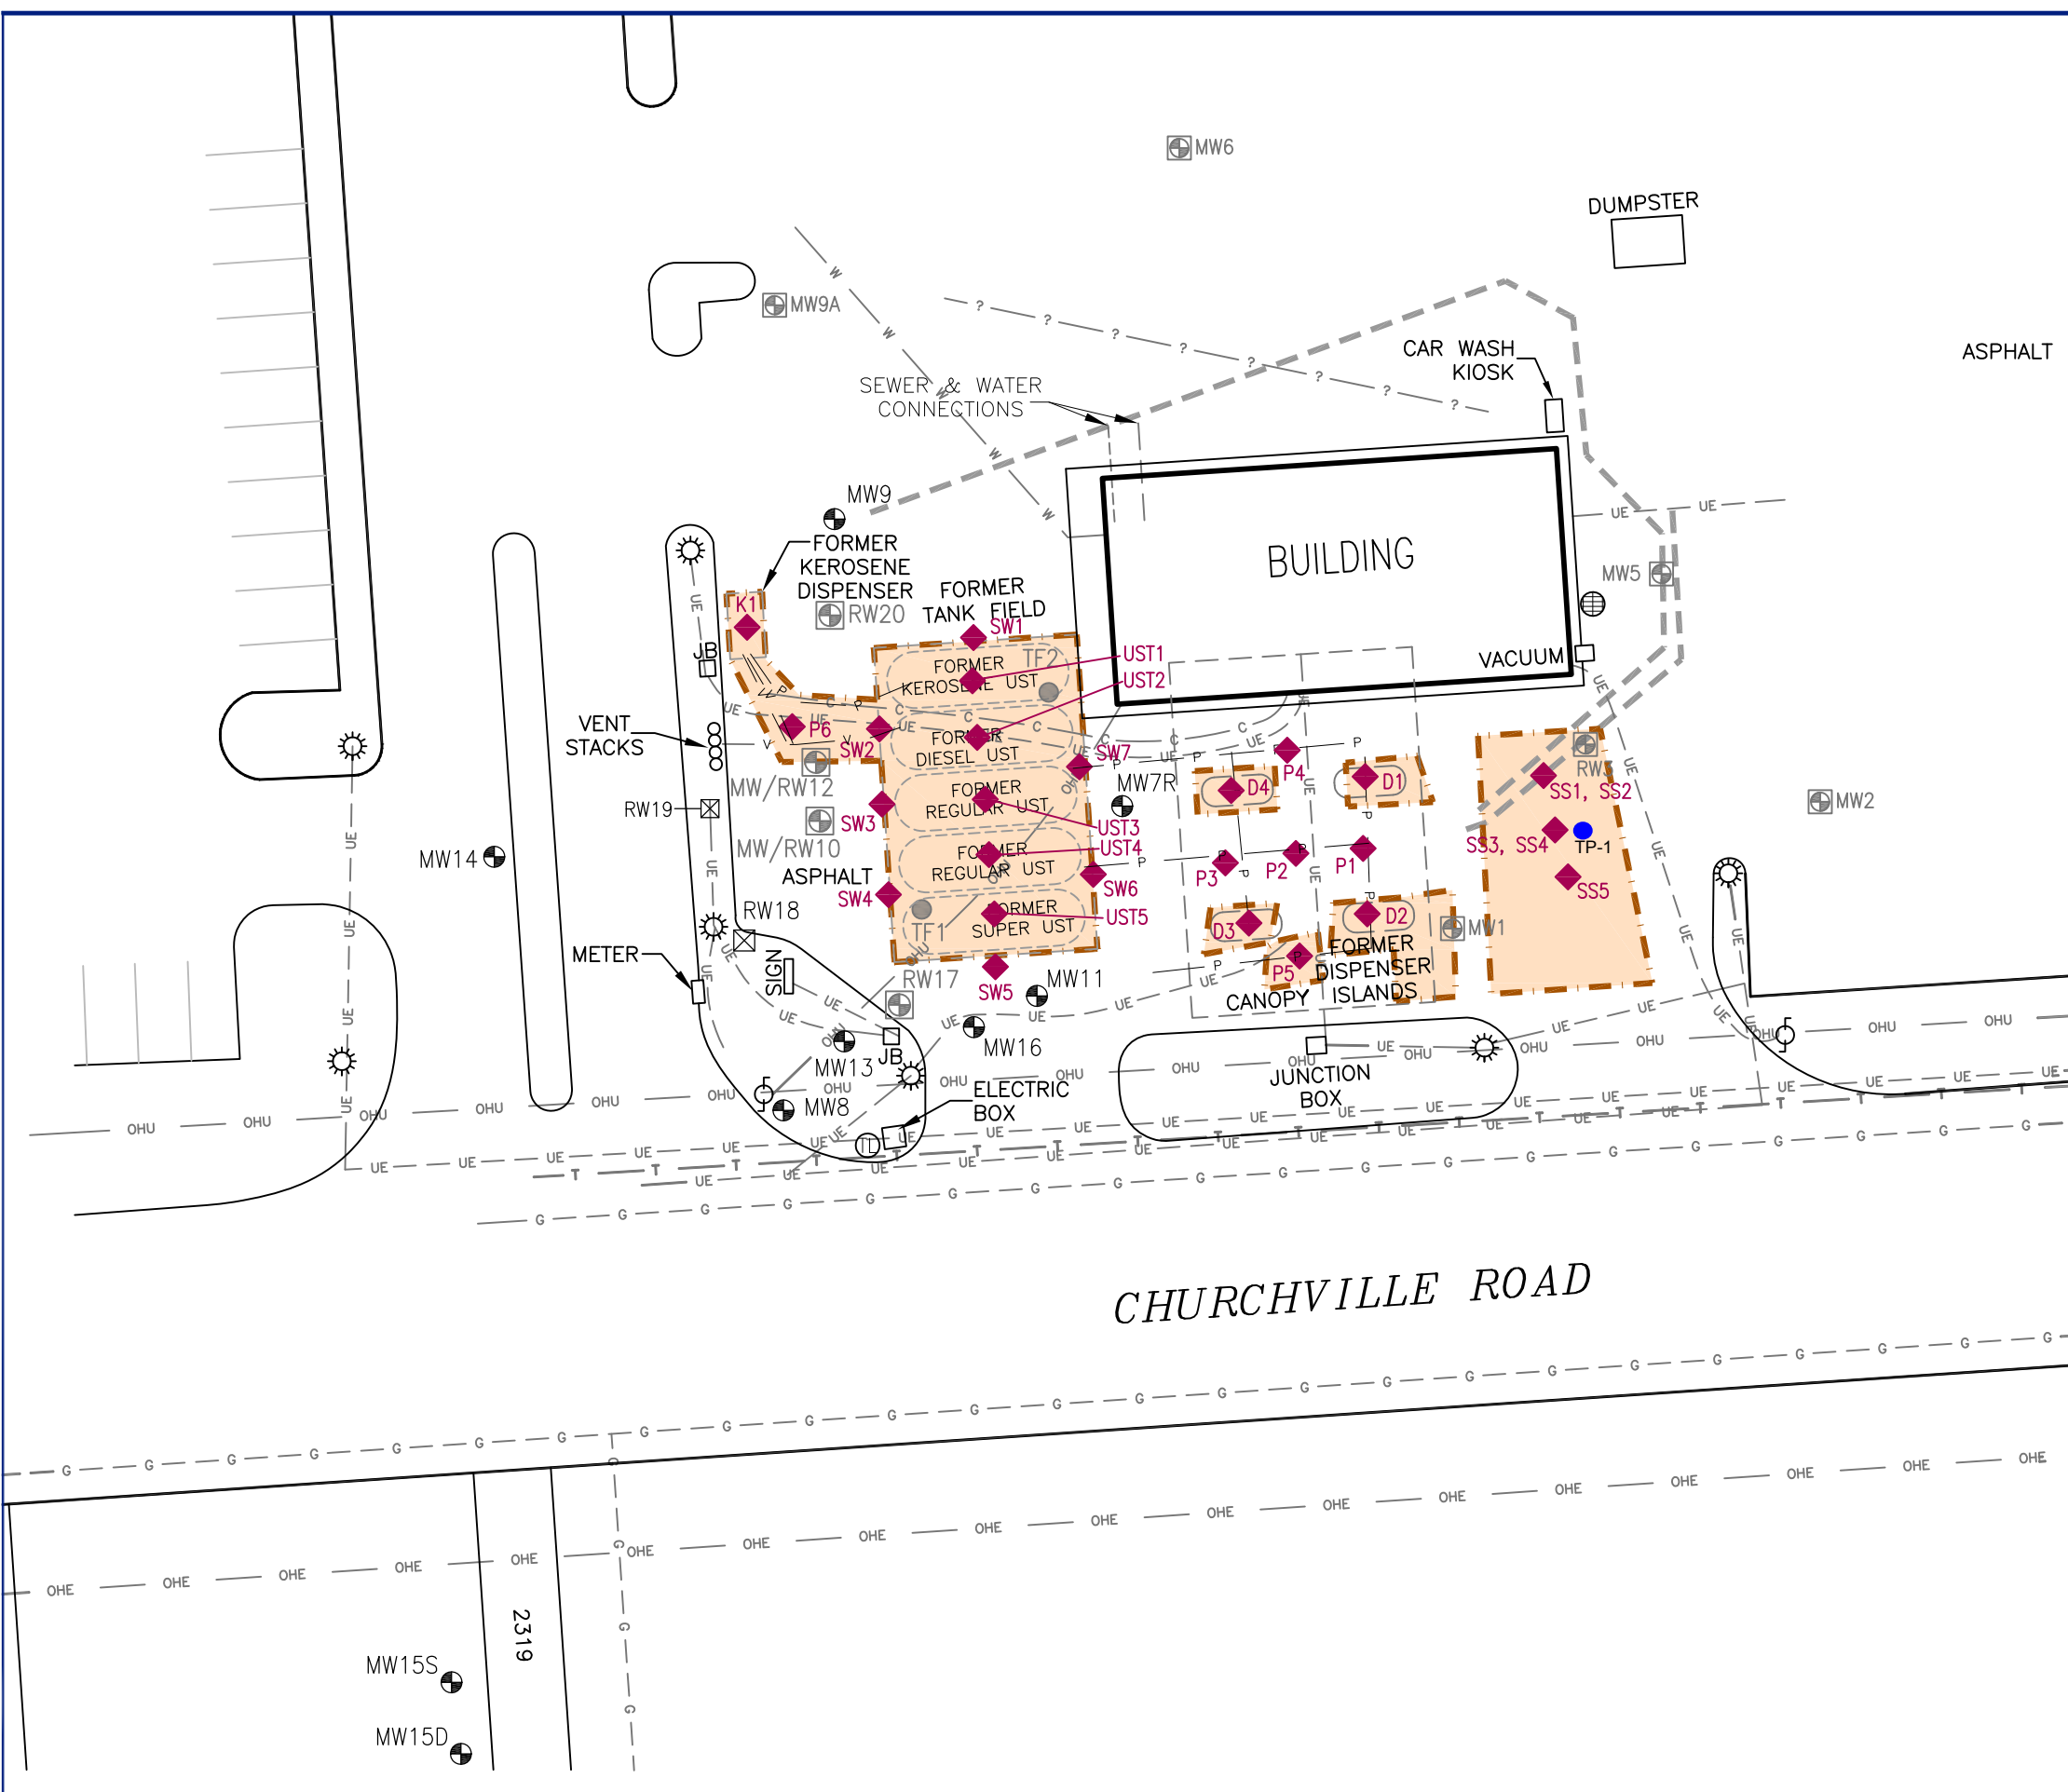 MW6
DUMPSTER
MW9A
CAR WASH
KIOSK
ASPHALT
SEWER & WATER
CONNECTIONS
MW9
BUILDING
FORMER
KEROSENE
DISPENSER
MW5
K1
RW20
FORMER
TANK FIELD
SW1
JB
FORMER
KEROSENE UST
TF2
UST1
UST2
VACUUM
VENT
STACKS
P6
SW2
FORMER
DIESEL UST
SW7
P4
D1
D4
RW3
SS1, SS2
MW/RW12
MW7R
MW2
RW19
SW3
FORMER
REGULAR UST
UST3
MW/RW10
UST4
SS3, SS4
TP-1
MW14
ASPHALT
SW4
FORMER
REGULAR UST
SW6
P3
P2
P1
SS5
RW18
TF1
FORMER
SUPER UST
UST5
D3
D2
MW1
METER
SIGN
RW17
SW5
MW11
P5
FORMER
DISPENSER
ISLANDS
CANOPY
MW13
JB
MW16
MW8
ELECTRIC
BOX
JUNCTION
BOX
CHURCHVILLE ROAD
2319
MW15S
MW15D